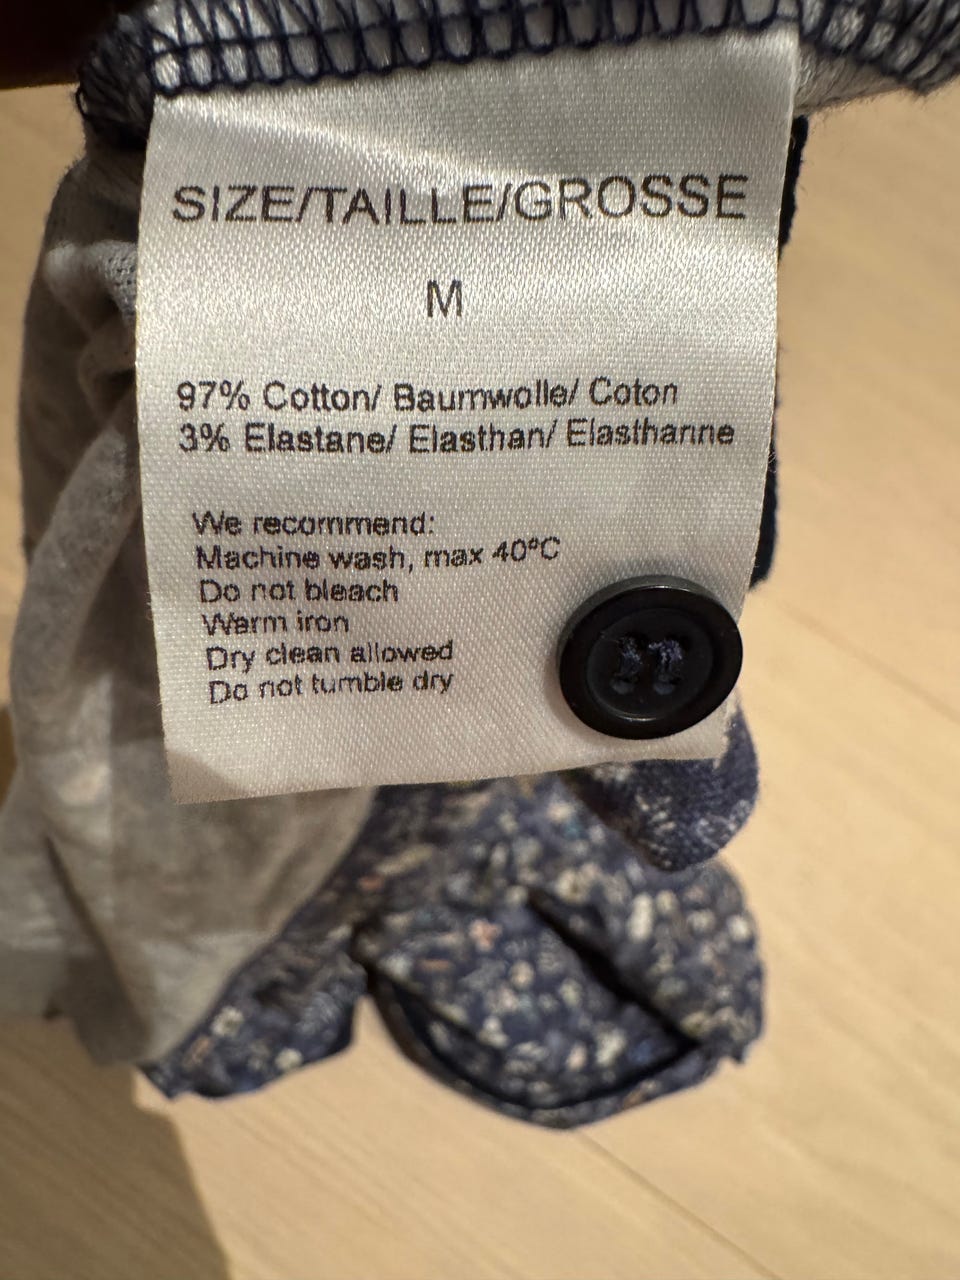 SIZE/TAILLE/GROSSE
M
97% Cotton/ Baumwolle/ Coton
3% Elastane/ Elasthan/ Elasthanne
We recommend:
Machine wash, max 40°C
Do not bleach
Warm iron
Dry clean allowed
Do not tumble dry